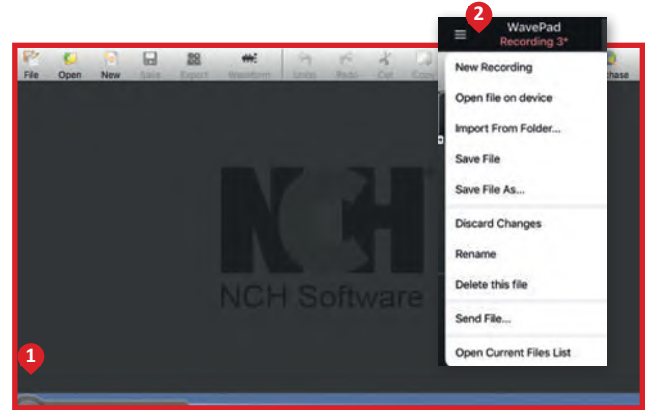 2
WavePad
Recording 3*
File Open New Save Export Waveform Undo Redo Cut Copy
New Recording
Open file on device
Import From Folder...
Save File
Save File As...
Discard Changes
Rename
Delete this file
Send File...
Open Current Files List
NCH
NCH Software
1